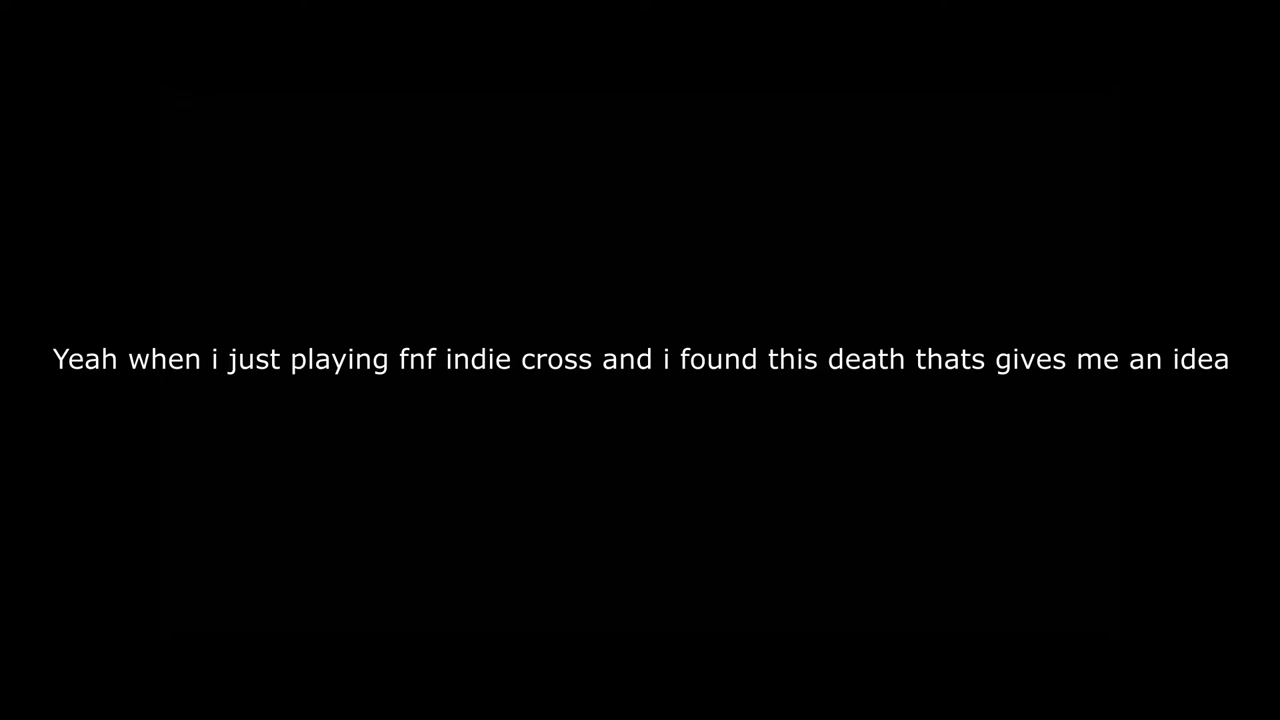 Yeah when i just playing fnf indie cross and i found this death thats gives me an idea